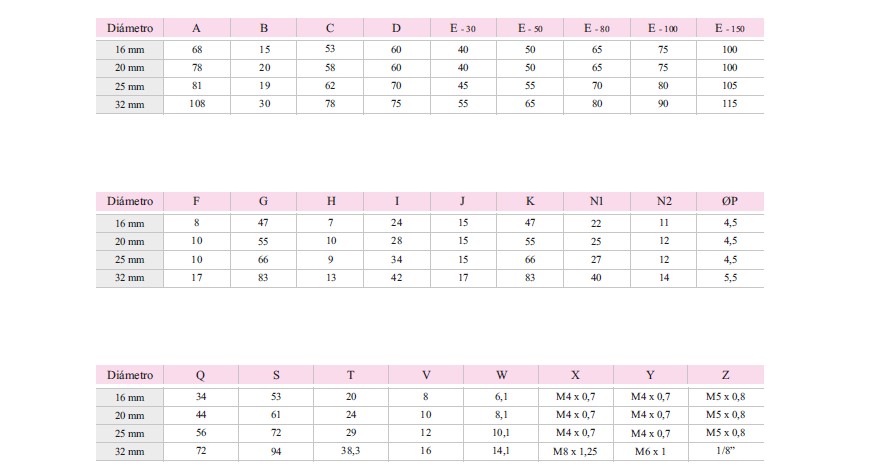 Diámetro A B C D E - 30 E - 50 E - 80 E - 100 E - 150
16 mm 68 15 53 60 40 50 65 75 100
20 mm 78 20 58 60 40 50 65 75 100
25 mm 81 19 62 70 45 55 70 80 105
32 mm 108 30 78 75 55 65 80 90 115
Diámetro F G H I J K N1 N2 ØP
16 mm 8 47 7 24 15 47 22 11 4,5
20 mm 10 55 10 28 15 55 25 12 4,5
25 mm 10 66 9 34 15 66 27 12 4,5
32 mm 17 83 13 42 17 83 40 14 5,5
Diámetro Q S T V W X Y Z
16 mm 34 53 20 8 6,1 M4 x 0,7 M4 x 0,7 M5 x 0,8
20 mm 44 61 24 10 8,1 M4 x 0,7 M4 x 0,7 M5 x 0,8
25 mm 56 72 29 12 10,1 M4 x 0,7 M4 x 0,7 M5 x 0,8
32 mm 72 94 38,3 16 14,1 M8 x 1,25 M6 x 1 1/8”